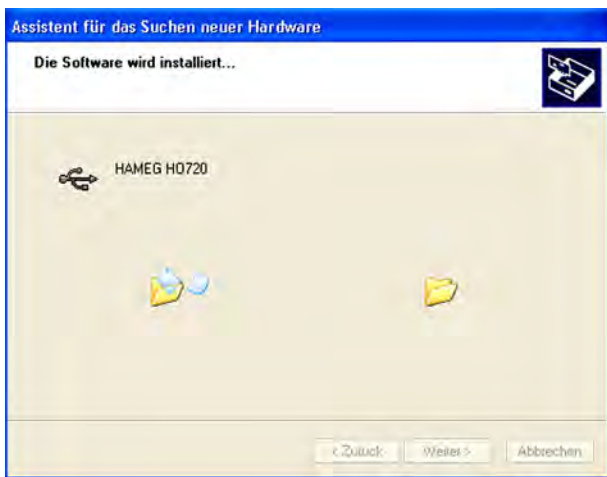 Assistent für das Suchen neuer Hardware
Die Software wird installiert...
HAMEG HO720
< Zurück
Weiter >
Abbrechen